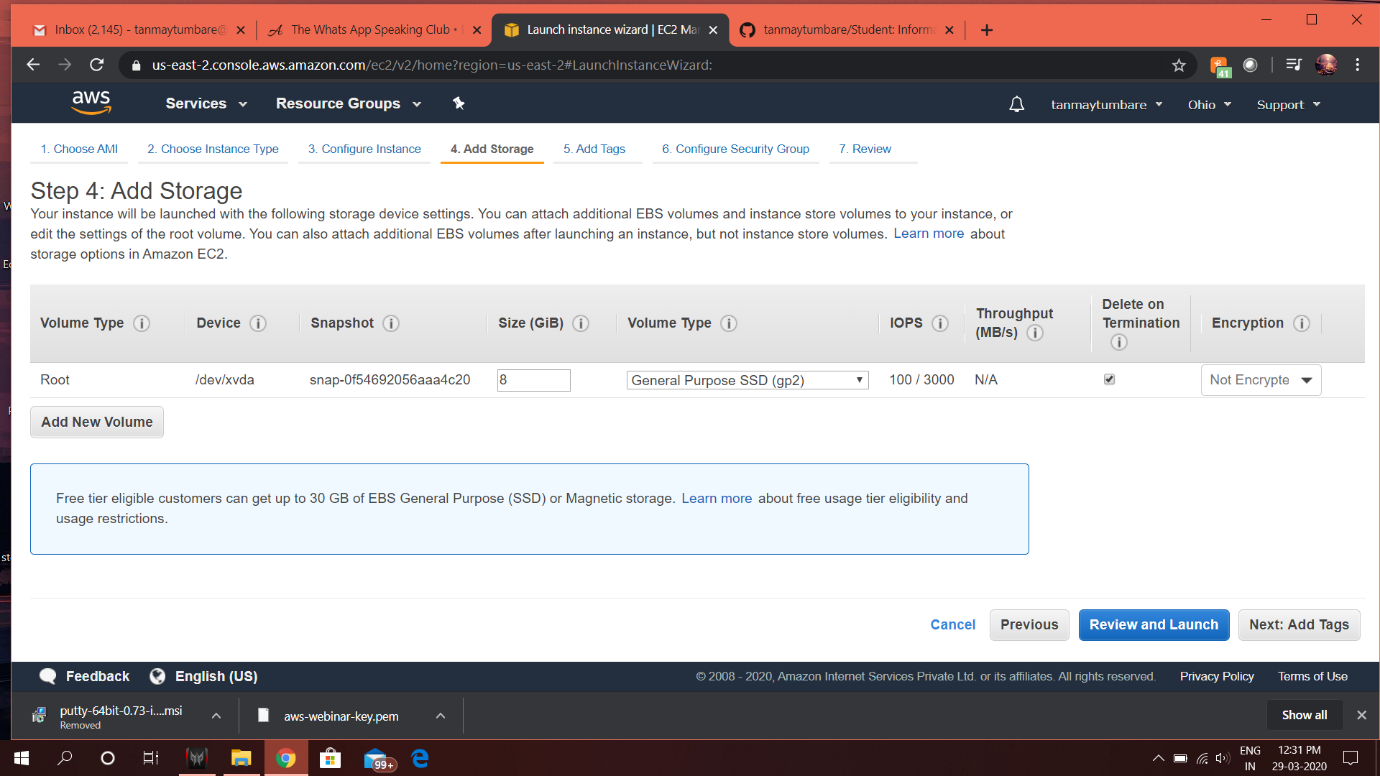 Inbox (2,145) - tanmaytumbare@
The Whats App Speaking Club •
Launch instance wizard | EC2 Ma
tanmaytumbare/Student: Inform
us-east-2.console.aws.amazon.com/ec2/v2/home?region=us-east-2#LaunchInstanceWizard:
41
aws
Services
Resource Groups
tanmaytumbare
Ohio
Support
1. Choose AMI
2. Choose Instance Type
3. Configure Instance
4. Add Storage
5. Add Tags
6. Configure Security Group
7. Review
Step 4: Add Storage
Your instance will be launched with the following storage device settings. You can attach additional EBS volumes and instance store volumes to your instance, or
edit the settings of the root volume. You can also attach additional EBS volumes after launching an instance, but not instance store volumes. Learn more about
storage options in Amazon EC2.
Volume Type
Device
Snapshot
Size (GiB)
Volume Type
IOPS
Throughput
(MB/s)
Delete on
Termination
Encryption
Root
/dev/xvda
snap-0f54692056aaa4c20
8
General Purpose SSD (gp2)
100 / 3000
N/A
Not Encrypte
Add New Volume
Free tier eligible customers can get up to 30 GB of EBS General Purpose (SSD) or Magnetic storage. Learn more about free usage tier eligibility and
usage restrictions.
Cancel
Previous
Review and Launch
Next: Add Tags
Feedback
English (US)
© 2008 - 2020, Amazon Internet Services Private Ltd. or its affiliates. All rights reserved.
Privacy Policy
Terms of Use
putty-64bit-0.73-i....msi
Removed
aws-webinar-key.pem
Show all
99+
ENG
IN
12:31 PM
29-03-2020